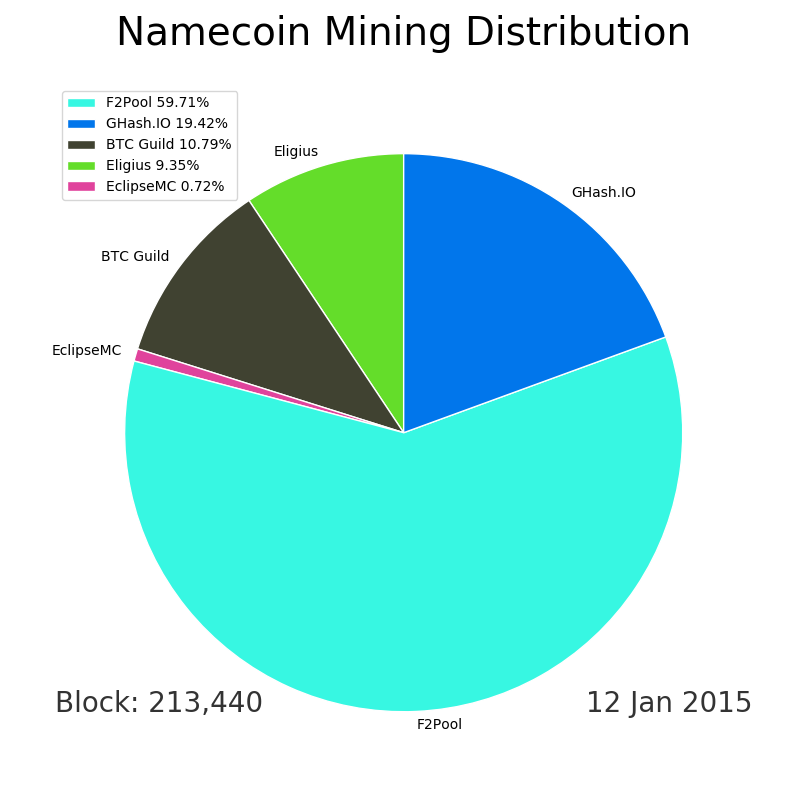 Namecoin Mining Distribution
F2Pool 59.71%
GHash.IO 19.42%
BTC Guild 10.79%
Eligius 9.35%
EclipseMC 0.72%
Eligius
GHash.IO
BTC Guild
EclipseMC
Block: 213,440
12 Jan 2015
F2Pool